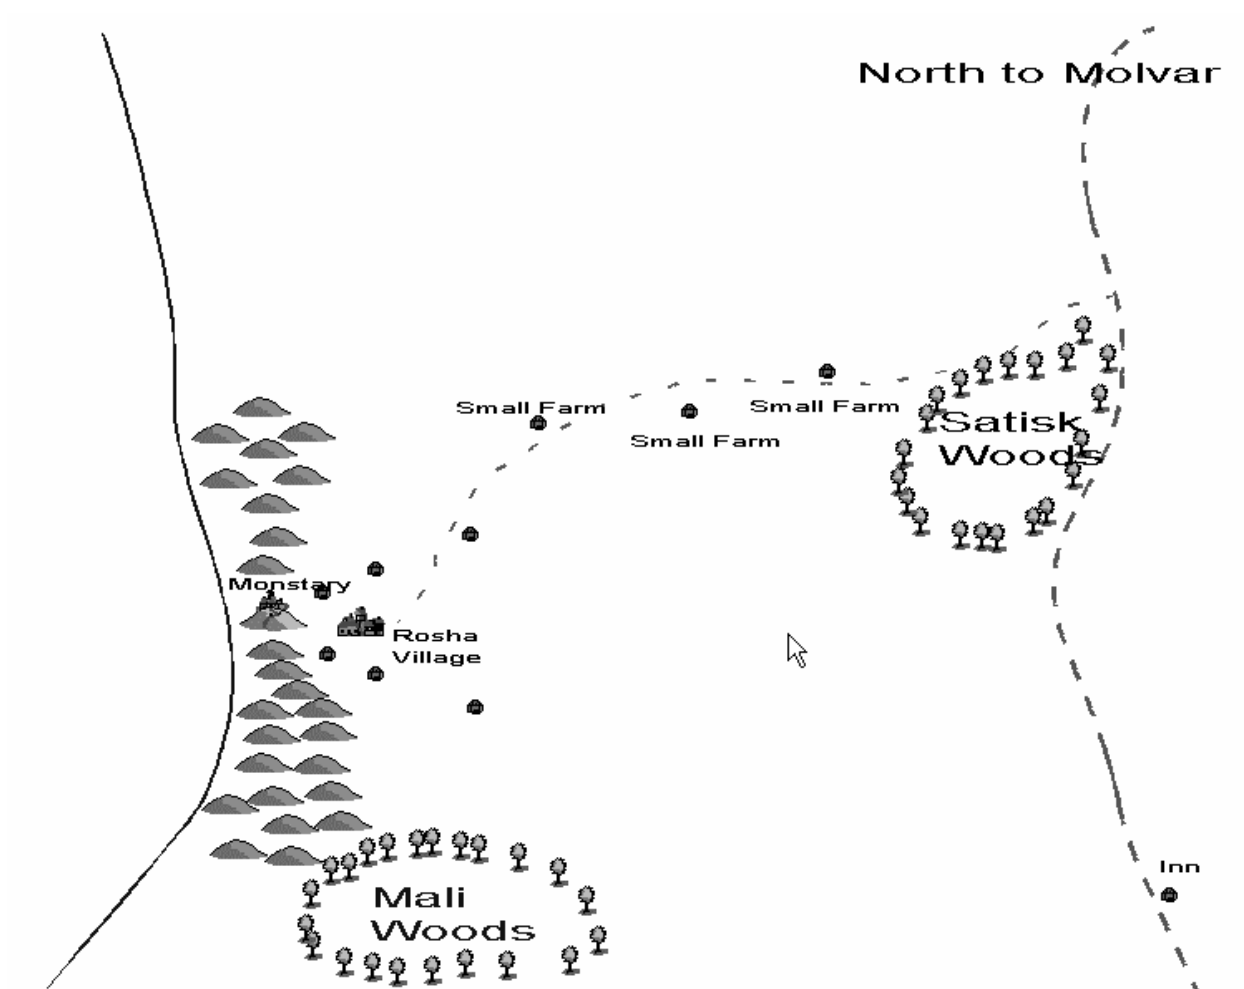 North to Molvar
Small Farm
Small Farm
Small Farm
Satisk
Woods
Monstary
Rosha
Village
Inn
Mali
Woods